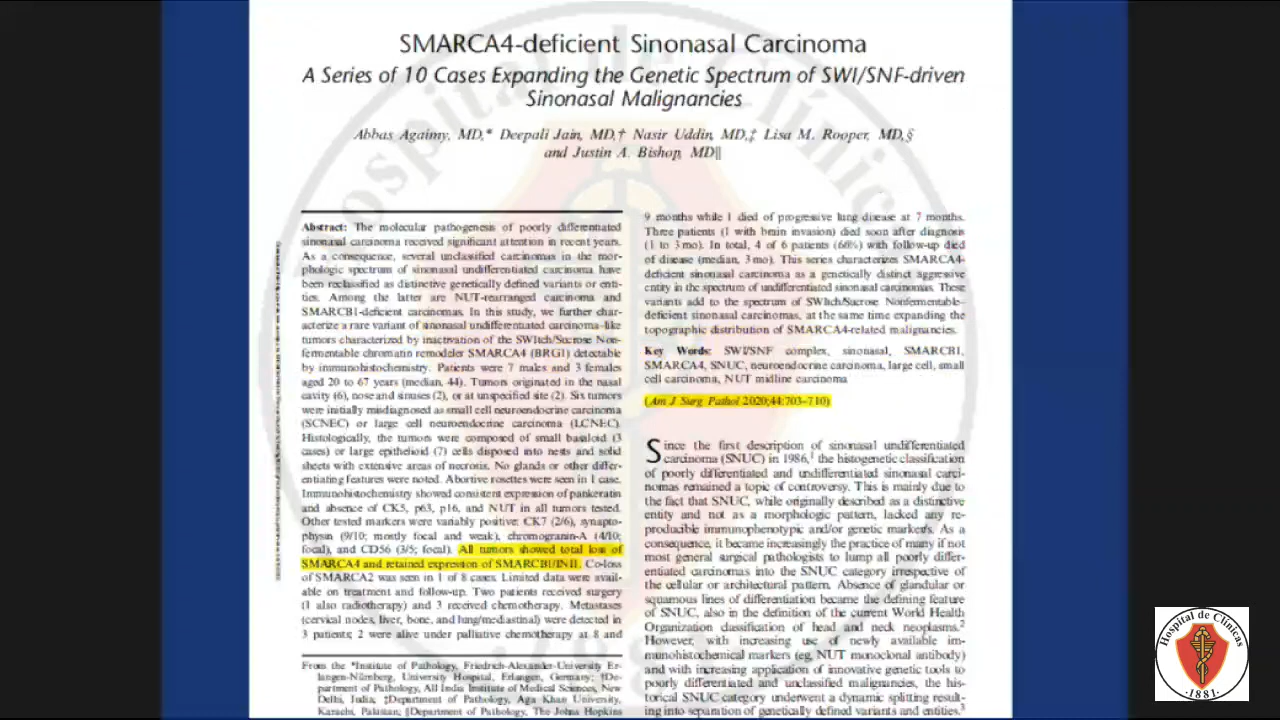 SMARCA4-deficient Sinonasal Carcinoma
A Series of 10 Cases Expanding the Genetic Spectrum of SWI/SNF-driven
Sinonasal Malignancies
Abbas Agaimy, MD,* Deepali Jain, MD,† Nasir Uddin, MD,‡ Lisa M. Rooper, MD,§
and Justin A. Bishop, MD||
Abstract: The molecular pathogenesis of poorly differentiated
sinonasal carcinoma received significant attention in recent years.
As a consequence, several unclassified carcinomas in the mor-
phologic spectrum of sinonasal undifferentiated carcinoma have
been reclassified as distinctive genetically defined variants or enti-
ties. Among the latter are NUT-rearranged carcinoma and
SMARCB1-deficient carcinomas. In this study, we further char-
acterize a rare variant of sinonasal undifferentiated carcinoma-like
tumors characterized by inactivation of the SWItch/Sucrose Non-
fermentable chromatin remodeler SMARCA4 (BRG1) detectable
by immunohistochemistry. Patients were 7 males and 3 females
aged 20 to 67 years (median, 44). Tumors originated in the nasal
cavity (6), nose and sinuses (2), or at unspecified site (2). Six tumors
were initially misdiagnosed as small cell neuroendocrine carcinoma
(SCNEC) or large cell neuroendocrine carcinoma (LCNEC).
Histologically, the tumors were composed of small basaloid (3
cases) or large epithelioid (7) cells disposed into nests and solid
sheets with extensive areas of necrosis. No glands or other differ-
entiating features were noted. Abortive rosettes were seen in 1 case.
Immunohistochemistry showed consistent expression of pankeratin
and absence of CK5, p63, p16, and NUT in all tumors tested.
Other tested markers were variably positive: CK7 (2/6), synapto-
physin (9/10; mostly focal and weak), chromogranin-A (4/10;
focal), and CD56 (3/5; focal). All tumors showed total loss of
SMARCA4 and retained expression of SMARCB1/INI1. Co-loss
of SMARCA2 was seen in 1 of 8 cases. Limited data were avail-
able on treatment and follow-up. Two patients received surgery
(1 also radiotherapy) and 3 received chemotherapy. Metastases
(cervical nodes, liver, bone, and lung/mediastinal) were detected in
3 patients; 2 were alive under palliative chemotherapy at 8 and
From the *Institute of Pathology, Friedrich-Alexander-University Er-
langen-Nürnberg, University Hospital, Erlangen, Germany; †De-
partment of Pathology, All India Institute of Medical Sciences, New
Delhi, India; ‡Department of Pathology, Aga Khan University,
Karachi, Pakistan; §Department of Pathology, The Johns Hopkins
9 months while 1 died of progressive lung disease at 7 months.
Three patients (1 with brain invasion) died soon after diagnosis
(1 to 3 mo). In total, 4 of 6 patients (66%) with follow-up died
of disease (median, 3 mo). This series characterizes SMARCA4-
deficient sinonasal carcinoma as a genetically distinct aggressive
entity in the spectrum of undifferentiated sinonasal carcinomas. These
variants add to the spectrum of SWItch/Sucrose Nonfermentable-
deficient sinonasal carcinomas, at the same time expanding the
topographic distribution of SMARCA4-related malignancies.
Key Words: SWI/SNF complex, sinonasal, SMARCB1,
SMARCA4, SNUC, neuroendocrine carcinoma, large cell, small
cell carcinoma, NUT midline carcinoma
(Am J Surg Pathol 2020;44:703–710)
Since the first description of sinonasal undifferentiated
carcinoma (SNUC) in 1986,1 the histogenetic classification
of poorly differentiated and undifferentiated sinonasal carci-
nomas remained a topic of controversy. This is mainly due to
the fact that SNUC, while originally described as a distinctive
entity and not as a morphologic pattern, lacked any re-
producible immunophenotypic and/or genetic markers. As a
consequence, it became increasingly the practice of many if not
most general surgical pathologists to lump all poorly differ-
entiated carcinomas into the SNUC category irrespective of
the cellular or architectural pattern. Absence of glandular or
squamous lines of differentiation became the defining feature
of SNUC, also in the definition of the current World Health
Organization classification of head and neck neoplasms.2
However, with increasing use of newly available im-
munohistochemical markers (eg, NUT monoclonal antibody)
and with increasing application of innovative genetic tools to
poorly differentiated and unclassified malignancies, the his-
torical SNUC category underwent a dynamic splitting result-
ing into separation of genetically defined variants and entities.3
Hospital de Clínicas
·1881·